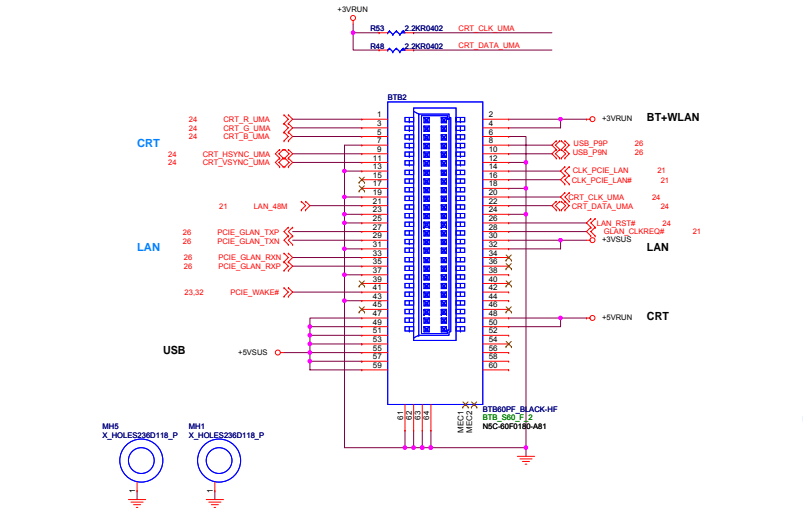 +3VRUN
R53 2.2KR0402 CRT_CLK_UMA
R48 2.2KR0402 CRT_DATA_UMA
BTB2
24 CRT_R_UMA 1 2 +3VRUN BT+WLAN
24 CRT_G_UMA 3 4
24 CRT_B_UMA 5 6
CRT 7 8 USB_P9P 26
24 CRT_HSYNC_UMA 9 10 USB_P9N 26
24 CRT_VSYNC_UMA 11 12
13 14 CLK_PCIE_LAN 21
15 16 CLK_PCIE_LAN# 21
17 18
19 20 CRT_CLK_UMA 24
21 LAN_48M 21 22 CRT_DATA_UMA 24
23 24
25 26 LAN_RST# 24
26 PCIE_GLAN_TXP 27 28 GLAN_CLKREQ# 21
26 PCIE_GLAN_TXN 29 30 +3VSUS
LAN 31 32 LAN
26 PCIE_GLAN_RXN 33 34
26 PCIE_GLAN_RXP 35 36
37 38
39 40
23,32 PCIE_WAKE# 41 42
43 44
45 46
47 48 +5VRUN CRT
49 50
51 52
53 54
USB +5VSUS 55 56
57 58
59 60
61 62 63 64 MEC1 MEC2
BTB60PF_BLACK-HF
BTB_S60_F_2
N5C-60F0180-A81
MH5 MH1
X_HOLES236D118_P X_HOLES236D118_P
1 1